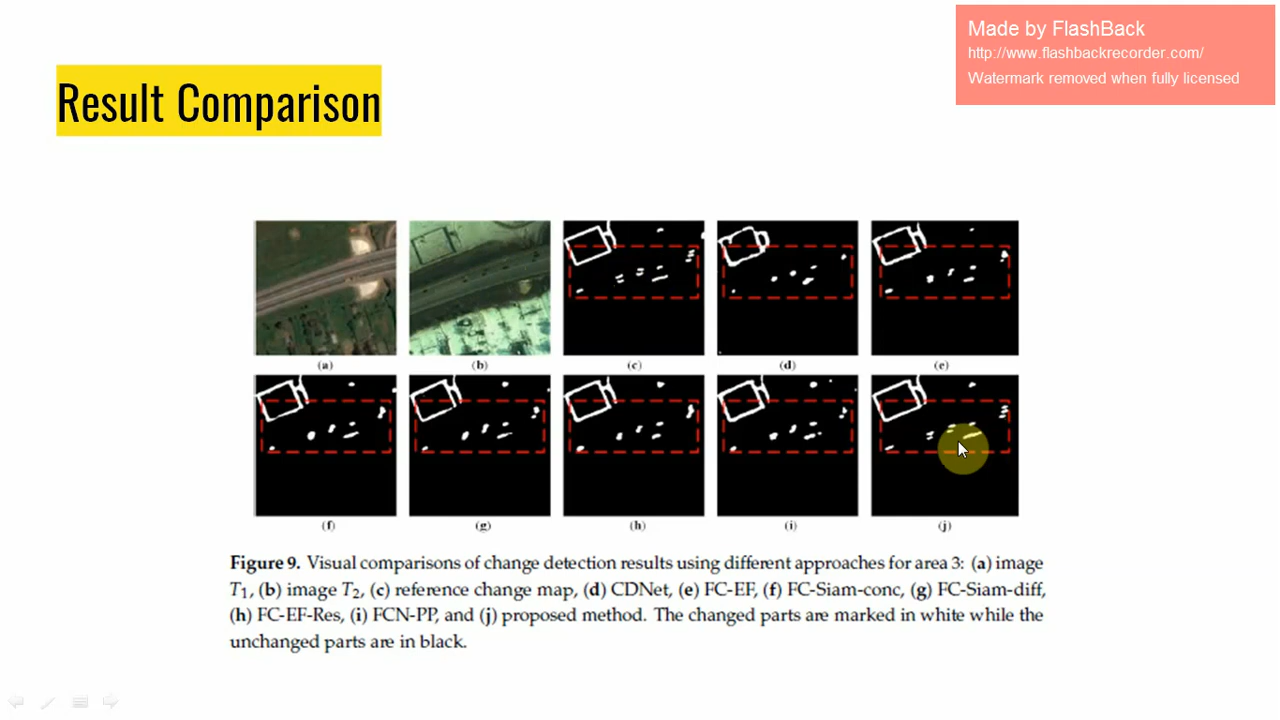 Made by FlashBack
http://www.flashbackrecorder.com/
Watermark removed when fully licensed
Result Comparison
(a) (b) (c) (d) (e)
(f) (g) (h) (i) (j)
Figure 9. Visual comparisons of change detection results using different approaches for area 3: (a) image
T1, (b) image T2, (c) reference change map, (d) CDNet, (e) FC-EF, (f) FC-Siam-conc, (g) FC-Siam-diff,
(h) FC-EF-Res, (i) FCN-PP, and (j) proposed method. The changed parts are marked in white while the
unchanged parts are in black.